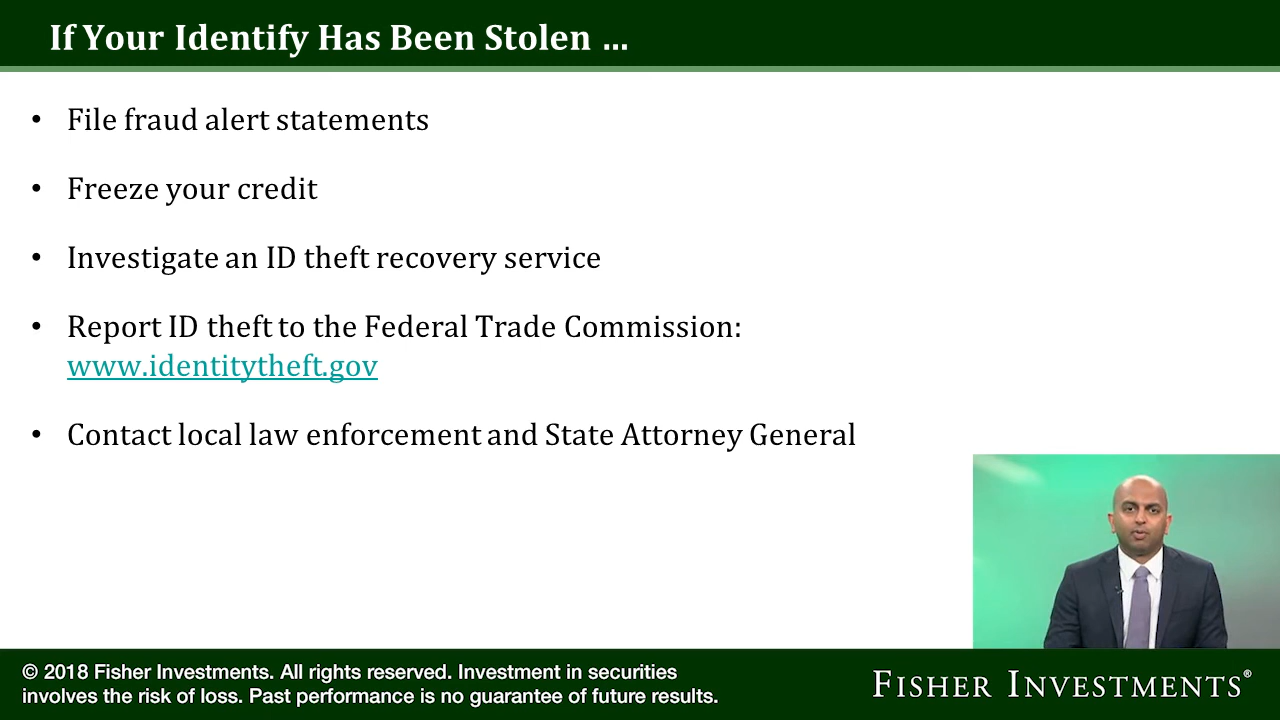 If Your Identify Has Been Stolen ...
• File fraud alert statements
• Freeze your credit
• Investigate an ID theft recovery service
• Report ID theft to the Federal Trade Commission:
www.identitytheft.gov
• Contact local law enforcement and State Attorney General
© 2018 Fisher Investments. All rights reserved. Investment in securities
involves the risk of loss. Past performance is no guarantee of future results.
FISHER INVESTMENTS®